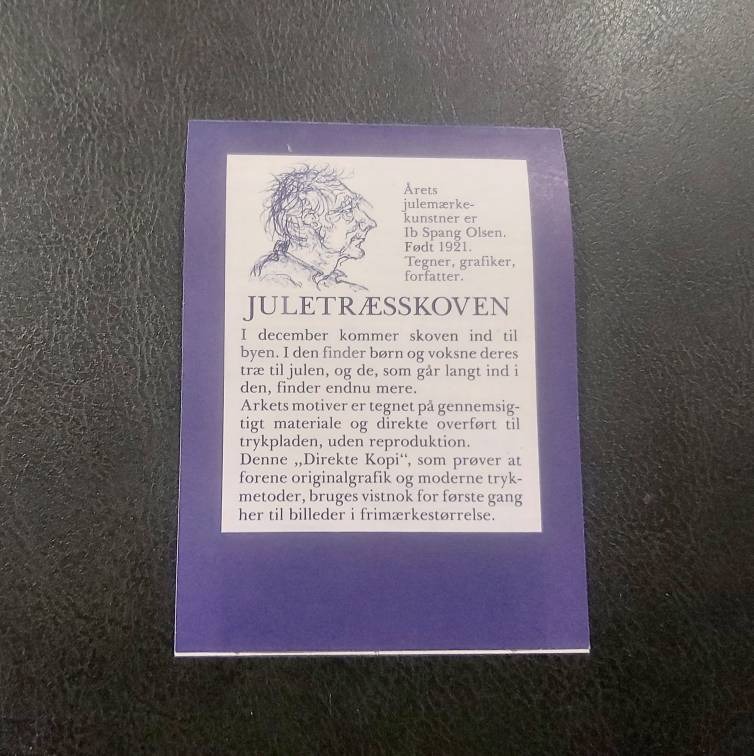 Årets
julemærke-
kunstner er
Ib Spang Olsen.
Født 1921.
Tegner, grafiker,
forfatter.
JULETRÆSSKOVEN
I december kommer skoven ind til
byen. I den finder børn og voksne deres
træ til julen, og de, som går langt ind i
den, finder endnu mere.
Arkets motiver er tegnet på gennemsig-
tigt materiale og direkte overført til
trykpladen, uden reproduktion.
Denne „Direkte Kopi“, som prøver at
forene originalgrafik og moderne tryk-
metoder, bruges vistnok for første gang
her til billeder i frimærkestørrelse.